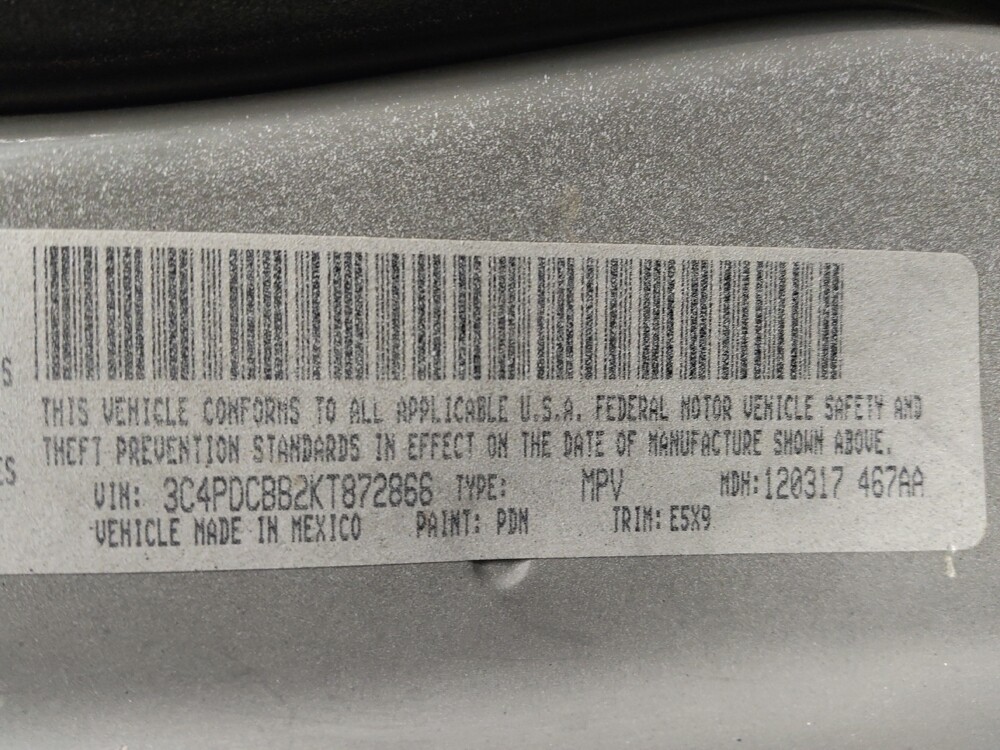 S
THIS VEHICLE CONFORMS TO ALL APPLICABLE U.S.A. FEDERAL MOTOR VEHICLE SAFETY AND
THEFT PREVENTION STANDARDS IN EFFECT ON THE DATE OF MANUFACTURE SHOWN ABOVE.
ES
VIN: 3C4PDCBB2KT872866 TYPE: MPV MDH:120317 467AA
VEHICLE MADE IN MEXICO PAINT: PDN TRIM: E5X9